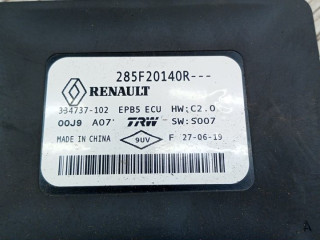 285F20140R---
RENAULT
334737-102 EPB5 ECU HW:C2.0
00J9 A07 TRW SW:S007
MADE IN CHINA 9UV F 27-06-19
A